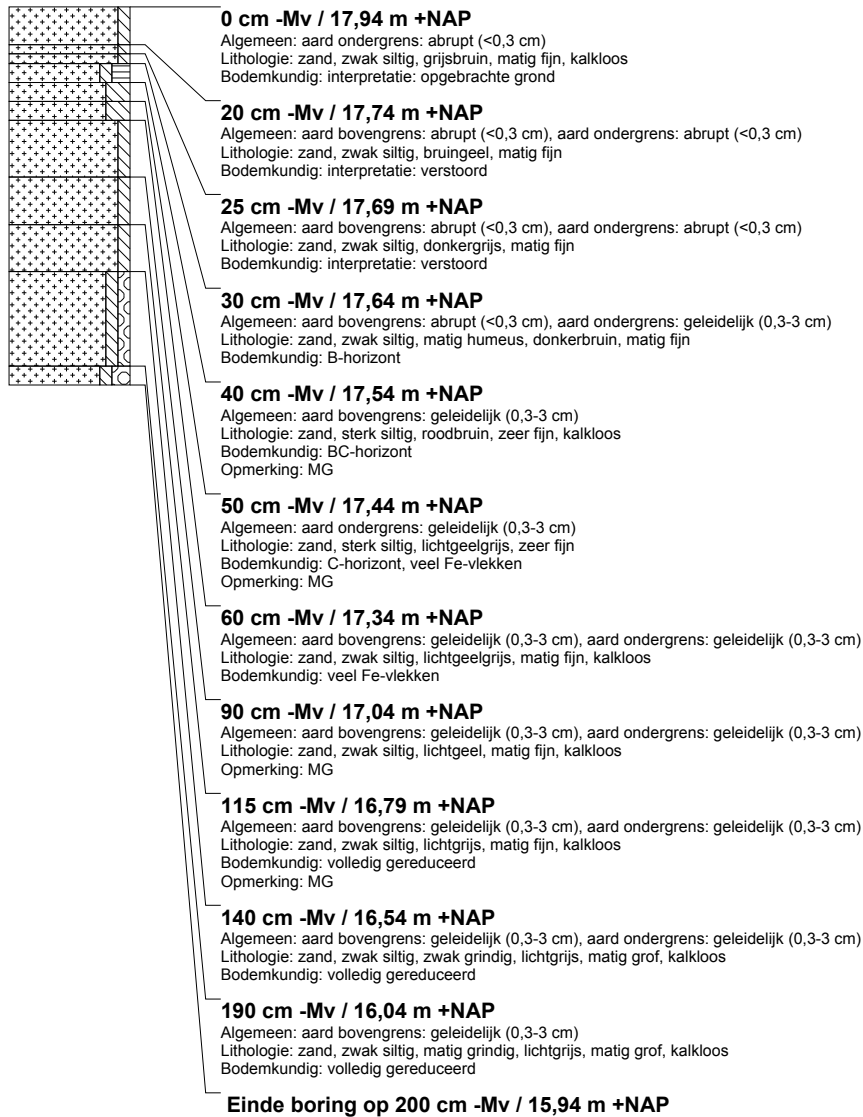 0 cm -Mv / 17,94 m +NAP
Algemeen: aard ondergrens: abrupt (<0,3 cm)
Lithologie: zand, zwak siltig, grijsbruin, matig fijn, kalkloos
Bodemkundig: interpretatie: opgebrachte grond
20 cm -Mv / 17,74 m +NAP
Algemeen: aard bovengrens: abrupt (<0,3 cm), aard ondergrens: abrupt (<0,3 cm)
Lithologie: zand, zwak siltig, bruingeel, matig fijn
Bodemkundig: interpretatie: verstoord
25 cm -Mv / 17,69 m +NAP
Algemeen: aard bovengrens: abrupt (<0,3 cm), aard ondergrens: abrupt (<0,3 cm)
Lithologie: zand, zwak siltig, donkergrijs, matig fijn
Bodemkundig: interpretatie: verstoord
30 cm -Mv / 17,64 m +NAP
Algemeen: aard bovengrens: abrupt (<0,3 cm), aard ondergrens: geleidelijk (0,3-3 cm)
Lithologie: zand, zwak siltig, matig humeus, donkerbruin, matig fijn
Bodemkundig: B-horizont
40 cm -Mv / 17,54 m +NAP
Algemeen: aard bovengrens: geleidelijk (0,3-3 cm)
Lithologie: zand, sterk siltig, roodbruin, zeer fijn, kalkloos
Bodemkundig: BC-horizont
Opmerking: MG
50 cm -Mv / 17,44 m +NAP
Algemeen: aard ondergrens: geleidelijk (0,3-3 cm)
Lithologie: zand, sterk siltig, lichtgeelgrijs, zeer fijn
Bodemkundig: C-horizont, veel Fe-vlekken
Opmerking: MG
60 cm -Mv / 17,34 m +NAP
Algemeen: aard bovengrens: geleidelijk (0,3-3 cm), aard ondergrens: geleidelijk (0,3-3 cm)
Lithologie: zand, zwak siltig, lichtgeelgrijs, matig fijn, kalkloos
Bodemkundig: veel Fe-vlekken
90 cm -Mv / 17,04 m +NAP
Algemeen: aard bovengrens: geleidelijk (0,3-3 cm), aard ondergrens: geleidelijk (0,3-3 cm)
Lithologie: zand, zwak siltig, lichtgeel, matig fijn, kalkloos
Opmerking: MG
115 cm -Mv / 16,79 m +NAP
Algemeen: aard bovengrens: geleidelijk (0,3-3 cm), aard ondergrens: geleidelijk (0,3-3 cm)
Lithologie: zand, zwak siltig, lichtgrijs, matig fijn, kalkloos
Bodemkundig: volledig gereduceerd
Opmerking: MG
140 cm -Mv / 16,54 m +NAP
Algemeen: aard bovengrens: geleidelijk (0,3-3 cm), aard ondergrens: geleidelijk (0,3-3 cm)
Lithologie: zand, zwak siltig, zwak grindig, lichtgrijs, matig grof, kalkloos
Bodemkundig: volledig gereduceerd
190 cm -Mv / 16,04 m +NAP
Algemeen: aard bovengrens: geleidelijk (0,3-3 cm)
Lithologie: zand, zwak siltig, matig grindig, lichtgrijs, matig grof, kalkloos
Bodemkundig: volledig gereduceerd
Einde boring op 200 cm -Mv / 15,94 m +NAP